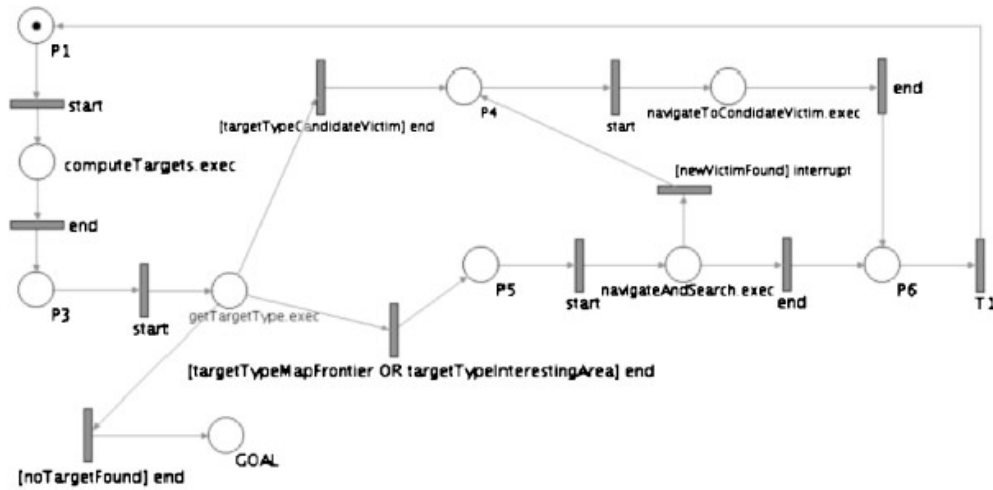 P1
start
computeTargets.exec
end
P3
start
getTargetType.exec
[targetTypeCandidateVictim] end
P4
start
navigateToCondidateVictim.exec
end
[newVictimFound] interrupt
P5
start
navigateAndSearch.exec
end
P6
T1
[targetTypeMapFrontier OR targetTypeInterestingArea] end
[noTargetFound] end
GOAL